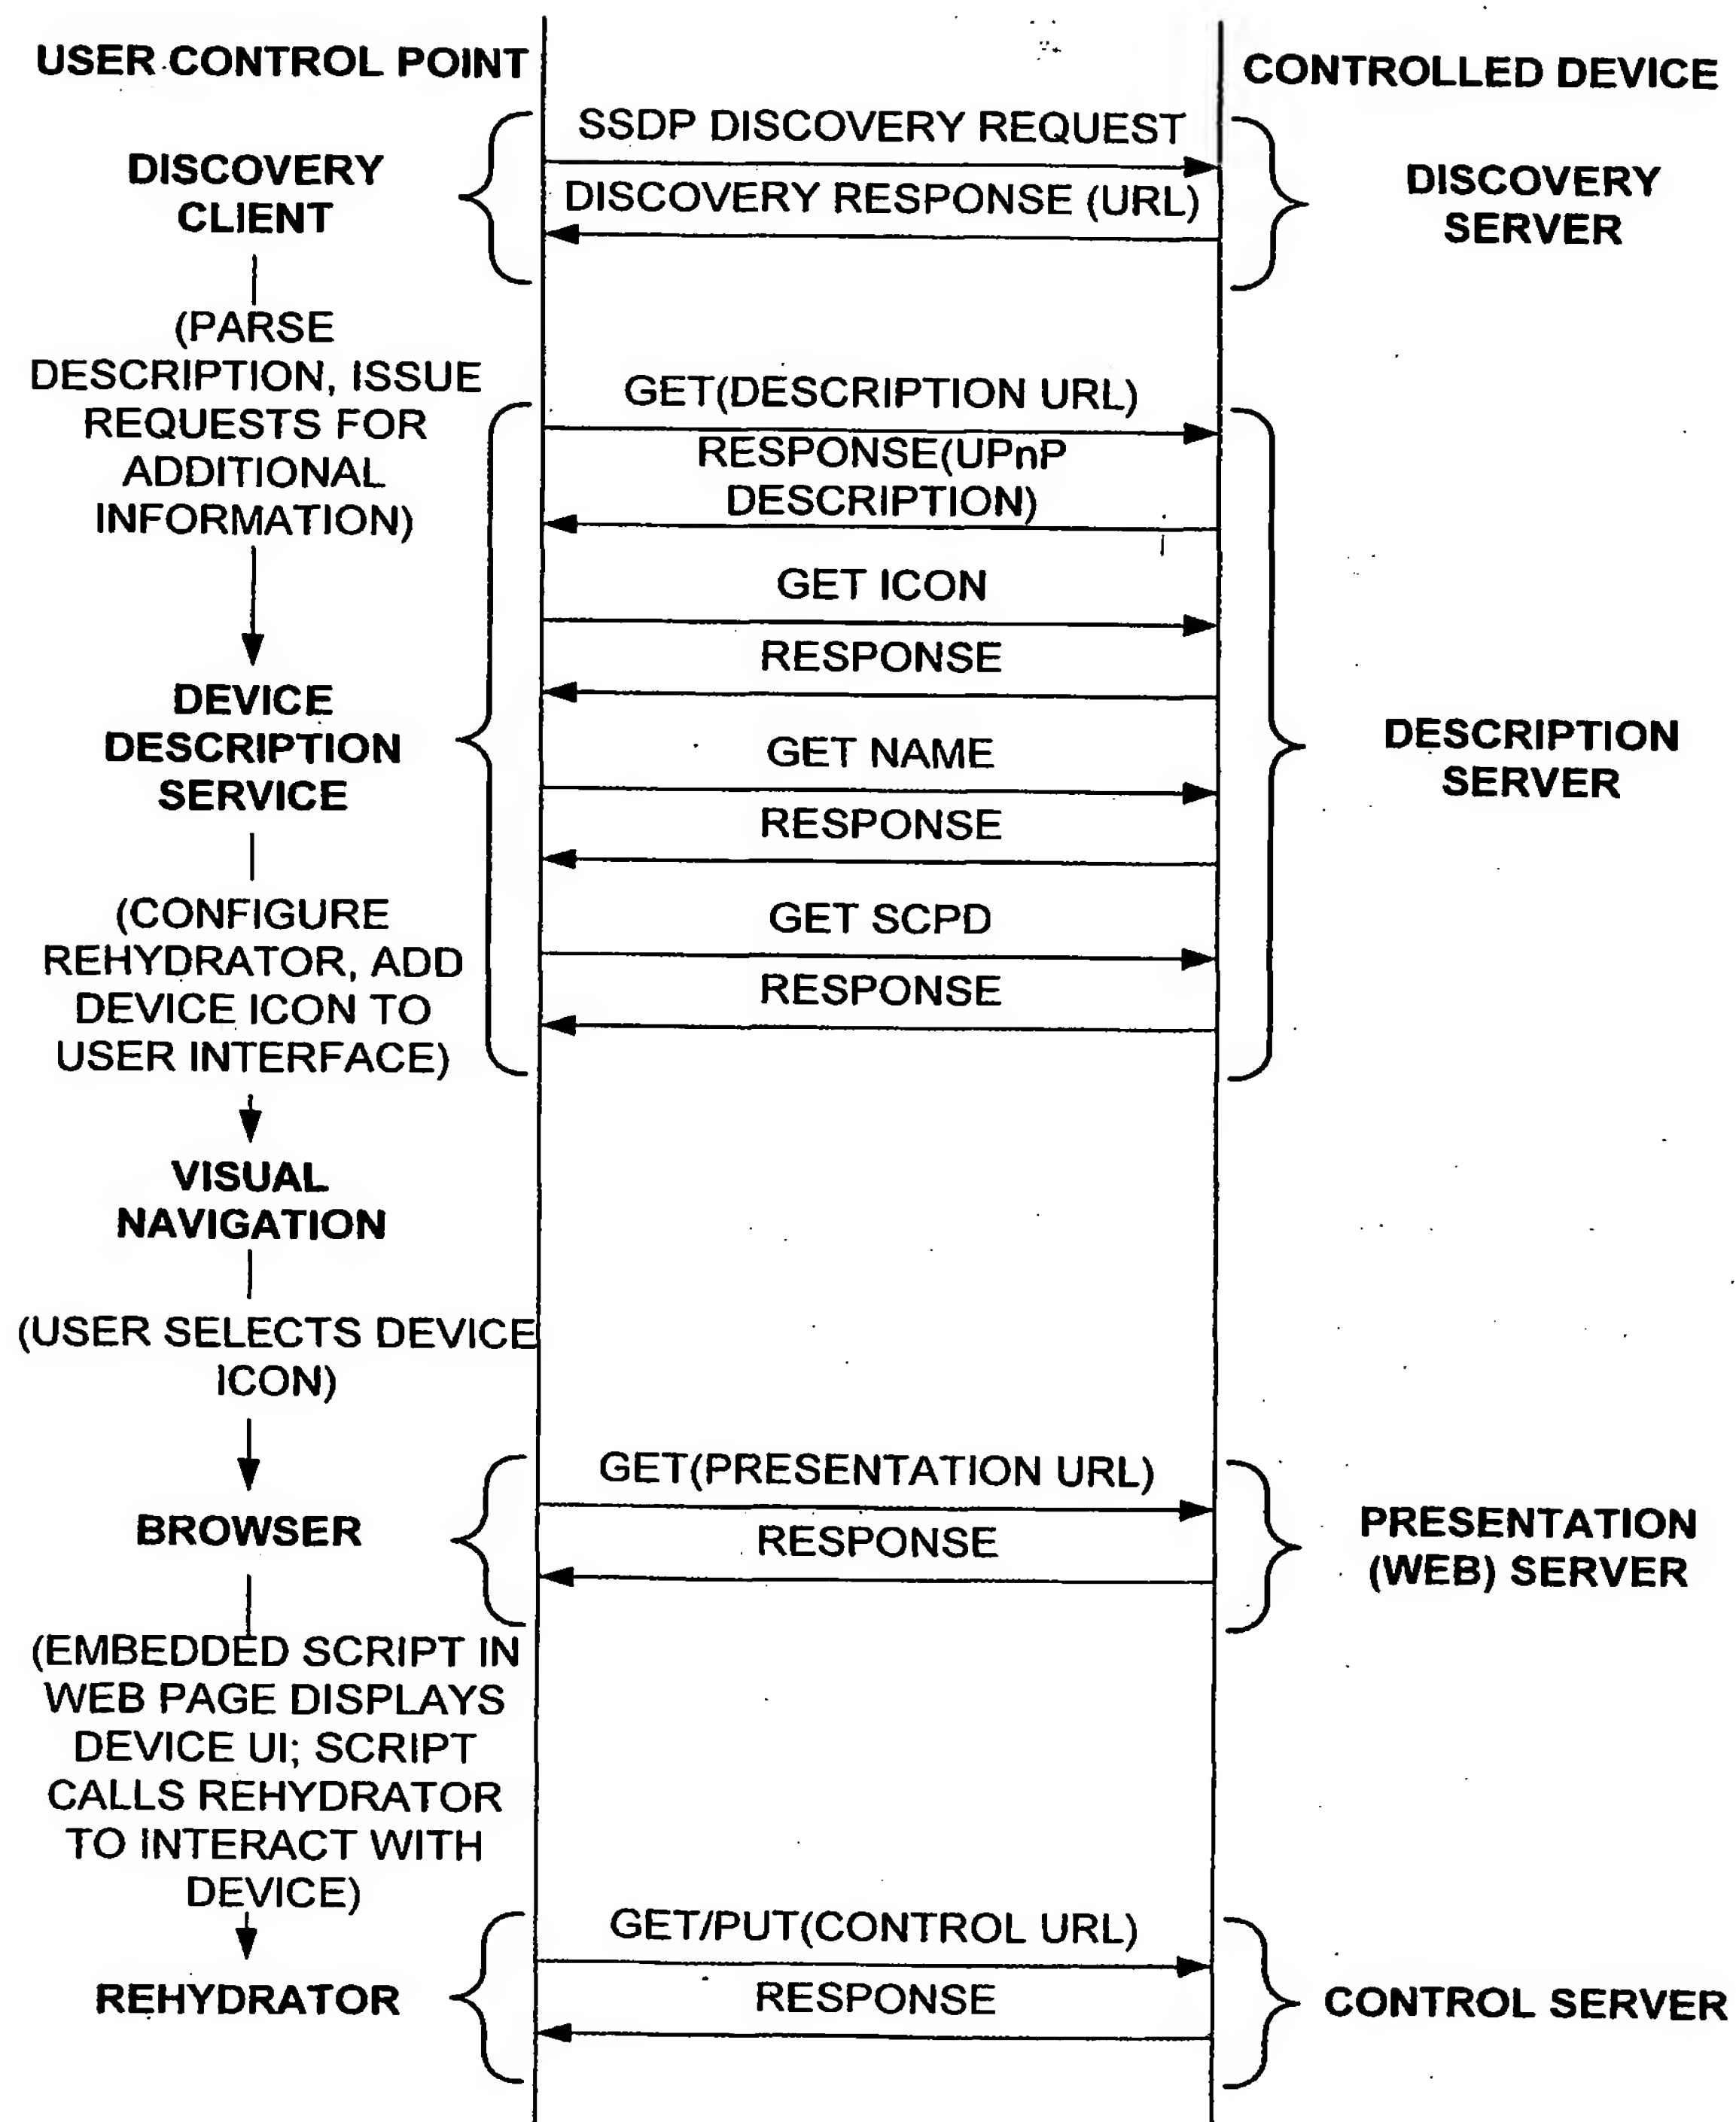 USER CONTROL POINT
CONTROLLED DEVICE
SSDP DISCOVERY REQUEST
DISCOVERY RESPONSE (URL)
DISCOVERY
CLIENT
DISCOVERY
SERVER
(PARSE
DESCRIPTION, ISSUE
REQUESTS FOR
ADDITIONAL
INFORMATION)
GET(DESCRIPTION URL)
RESPONSE(UPnP
DESCRIPTION)
GET ICON
RESPONSE
GET NAME
RESPONSE
GET SCPD
RESPONSE
DEVICE
DESCRIPTION
SERVICE
DESCRIPTION
SERVER
(CONFIGURE
REHYDRATOR, ADD
DEVICE ICON TO
USER INTERFACE)
VISUAL
NAVIGATION
(USER SELECTS DEVICE
ICON)
GET(PRESENTATION URL)
RESPONSE
BROWSER
PRESENTATION
(WEB) SERVER
(EMBEDDED SCRIPT IN
WEB PAGE DISPLAYS
DEVICE UI; SCRIPT
CALLS REHYDRATOR
TO INTERACT WITH
DEVICE)
GET/PUT(CONTROL URL)
RESPONSE
REHYDRATOR
CONTROL SERVER